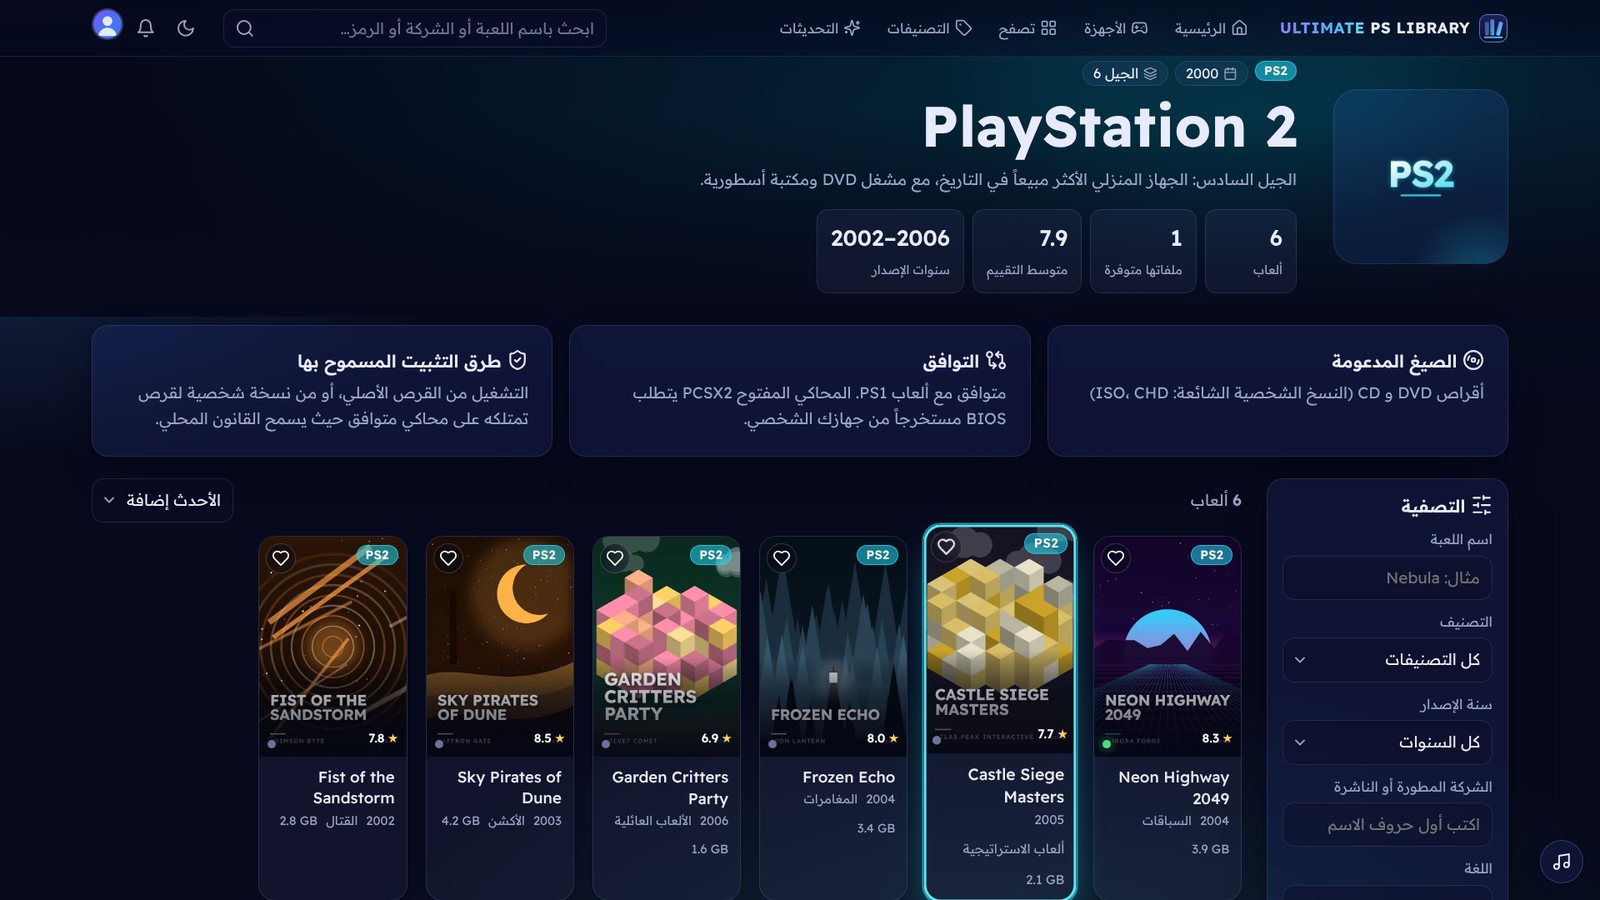 ULTIMATE PS LIBRARY
الرئيسية
الأجهزة
تصفح
التصنيفات
التحديثات
ابحث باسم اللعبة أو الشركة أو الرمز...
PS2
PS2
2000
الجيل 6
PlayStation 2
الجيل السادس: الجهاز المنزلي الأكثر مبيعاً في التاريخ، مع مشغل DVD ومكتبة أسطورية.
6
ألعاب
1
ملفاتها متوفرة
7.9
متوسط التقييم
2002–2006
سنوات الإصدار
الصيغ المدعومة
أقراص DVD و CD (النسخ الشخصية الشائعة: ISO، CHD)
التوافق
متوافق مع ألعاب PS1. المحاكي المفتوح PCSX2 يتطلب
BIOS مستخرجاً من جهازك الشخصي.
طرق التثبيت المسموح بها
التشغيل من القرص الأصلي، أو من نسخة شخصية لقرص
تمتلكه على محاكي متوافق حيث يسمح القانون المحلي.
التصفية
اسم اللعبة
مثال: Nebula
التصنيف
كل التصنيفات
سنة الإصدار
كل السنوات
الشركة المطورة أو الناشرة
اكتب أول حروف الاسم
اللغة
6 ألعاب
الأحدث إضافة
PS2
NEON HIGHWAY
2049
8.3
Neon Highway
2049
2004 السباقات
3.9 GB
PS2
CASTLE SIEGE
MASTERS
PEAK INTERACTIVE
7.7
Castle Siege
Masters
2005
ألعاب الاستراتيجية
2.1 GB
PS2
FROZEN ECHO
LANTERN
8.0
Frozen Echo
2004 المغامرات
3.4 GB
PS2
GARDEN
CRITTERS
PARTY
COMET
6.9
Garden Critters
Party
2006 الألعاب العائلية
1.6 GB
PS2
SKY PIRATES
OF DUNE
GATE
8.5
Sky Pirates of
Dune
2003 الأكشن 4.2 GB
PS2
FIST OF THE
SANDSTORM
BYTE
7.8
Fist of the
Sandstorm
2002 القتال 2.8 GB